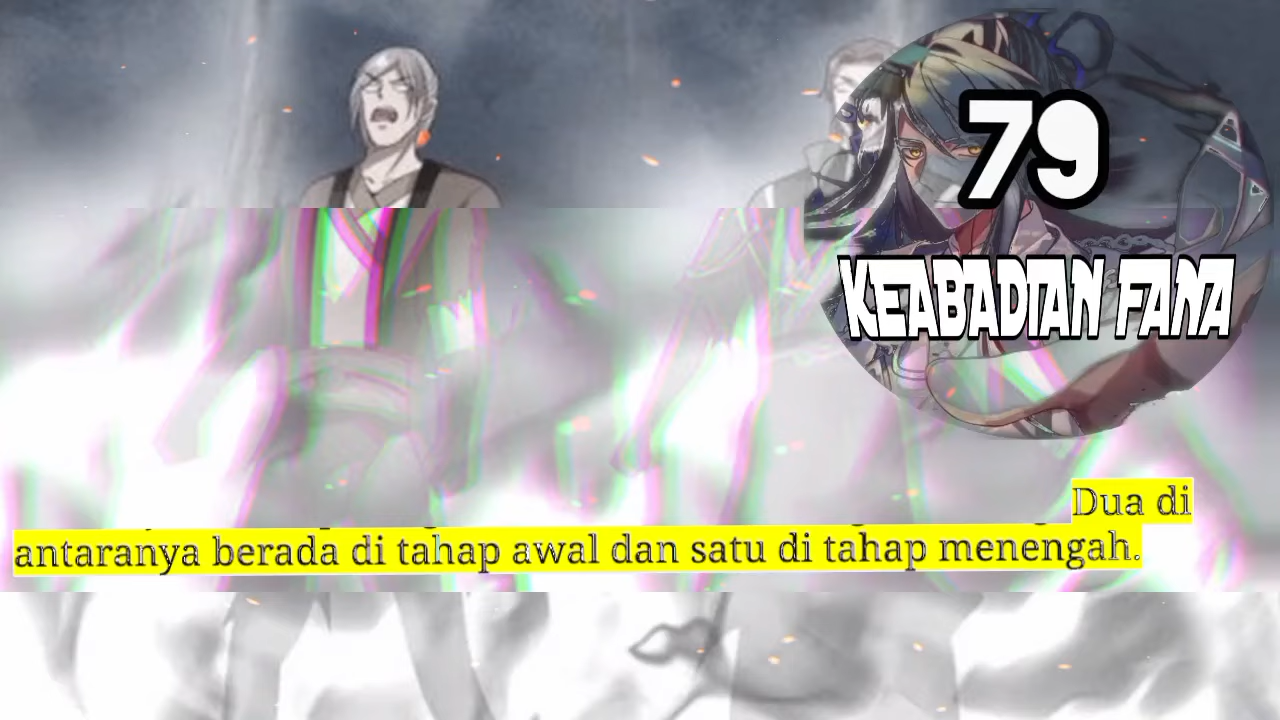 79
KEABADIAN FANA
Dua di
antaranya berada di tahap awal dan satu di tahap menengah.